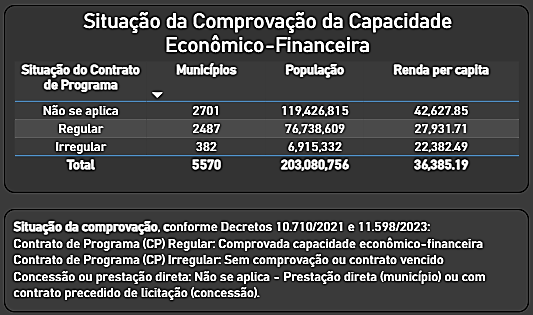 Situação da Comprovação da Capacidade
Econômico-Financeira
Situação do Contrato de Programa Municípios População Renda per capita
Não se aplica 2701 119,426,815 42,627.85
Regular 2487 76,738,609 27,931.71
Irregular 382 6,915,332 22,382.49
Total 5570 203,080,756 36,385.19
Situação da comprovação, conforme Decretos 10.710/2021 e 11.598/2023:
Contrato de Programa (CP) Regular: Comprovada capacidade econômico-financeira
Contrato de Programa (CP) Irregular: Sem comprovação ou contrato vencido
Concessão ou prestação direta: Não se aplica - Prestação direta (município) ou com
contrato precedido de licitação (concessão).